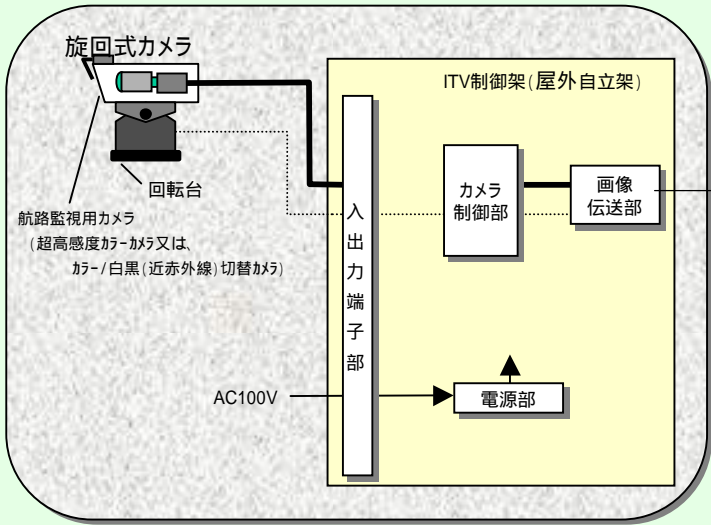 旋回式カメラ
ITV制御架(屋外自立架)
回転台
航路監視用カメラ
(超高感度ｶﾗｰｶﾒﾗ又は、
ｶﾗｰ/白黒(近赤外線)切替ｶﾒﾗ)
入出力端子部
カメラ
制御部
画像
伝送部
AC100V
電源部